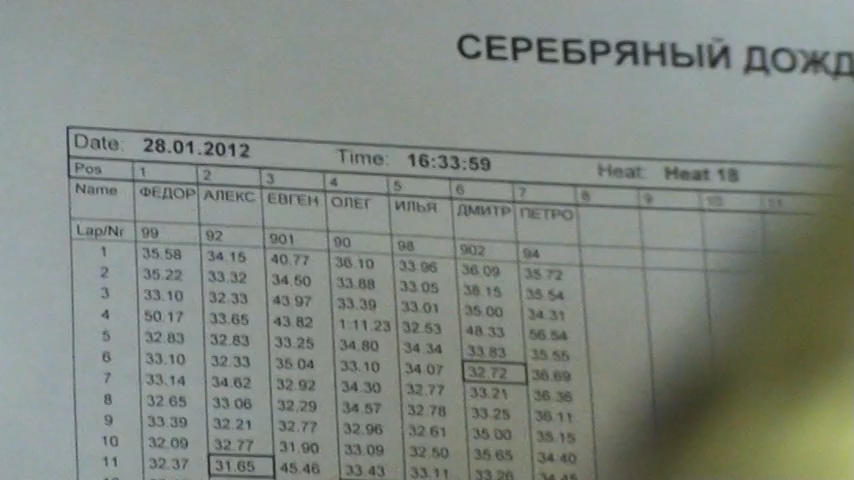 СЕРЕБРЯНЫЙ ДОЖД
Date: 28.01.2012 Time: 16:33:59 Heat: Heat 18
Pos 1 2 3 4 5 6 7 8 9 10 11
Name ФЕДОР АЛЕКС ЕВГЕН ОЛЕГ ИЛЬЯ ДМИТР ПЕТРО
Lap/Nr 99 92 901 90 98 902 94
1 35.58 34.15 40.77 36.10 33.96 36.09 35.72
2 35.22 33.32 34.50 33.88 33.05 38.15 35.54
3 33.10 32.33 43.97 33.39 33.01 35.00 34.31
4 50.17 33.65 43.82 1:11.23 32.53 48.33 56.54
5 32.83 32.83 33.25 34.80 34.34 33.83 35.55
6 33.10 32.33 35.04 33.10 34.07 32.72 36.69
7 33.14 34.62 32.92 34.30 32.77 33.21 36.36
8 32.65 33.06 32.29 34.57 32.78 33.25 36.11
9 33.39 32.21 32.77 32.96 32.61 35.00 35.15
10 32.09 32.77 31.90 33.09 32.50 35.65 34.40
11 32.37 31.65 45.46 33.43 33.11 33.26 34.45